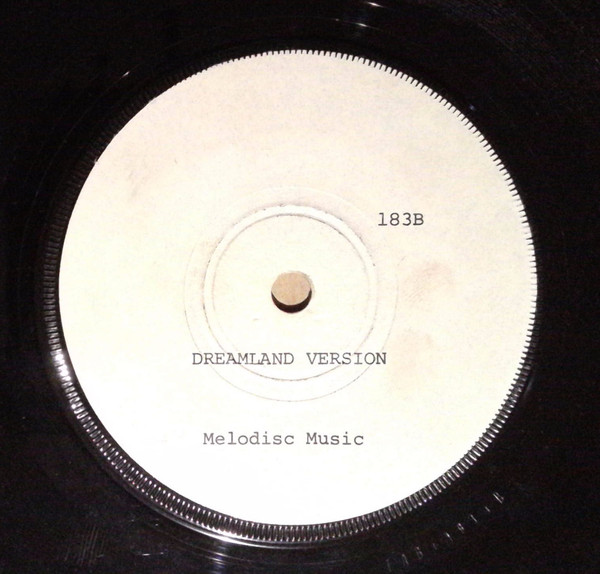 183B
DREAMLAND VERSION
Melodisc Music